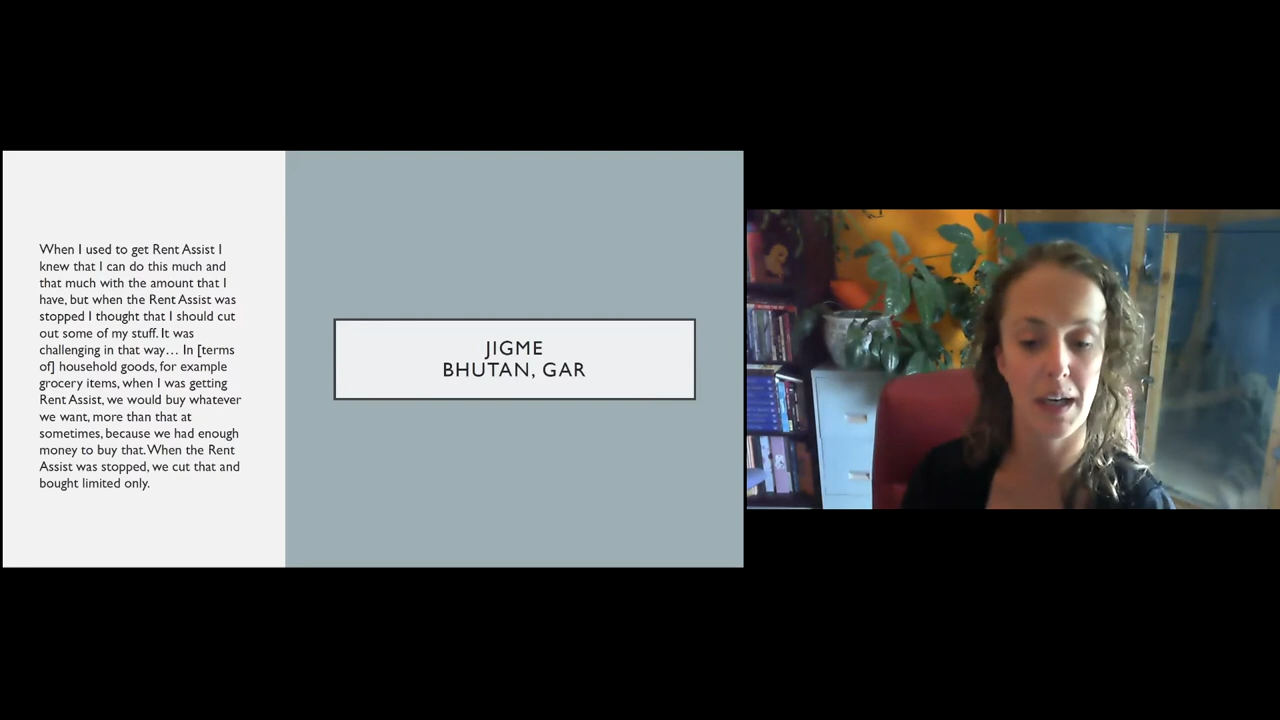 When I used to get Rent Assist I
knew that I can do this much and
that much with the amount that I
have, but when the Rent Assist was
stopped I thought that I should cut
out some of my stuff. It was
challenging in that way… In [terms
of] household goods, for example
grocery items, when I was getting
Rent Assist, we would buy whatever
we want, more than that at
sometimes, because we had enough
money to buy that. When the Rent
Assist was stopped, we cut that and
bought limited only.
JIGME
BHUTAN, GAR